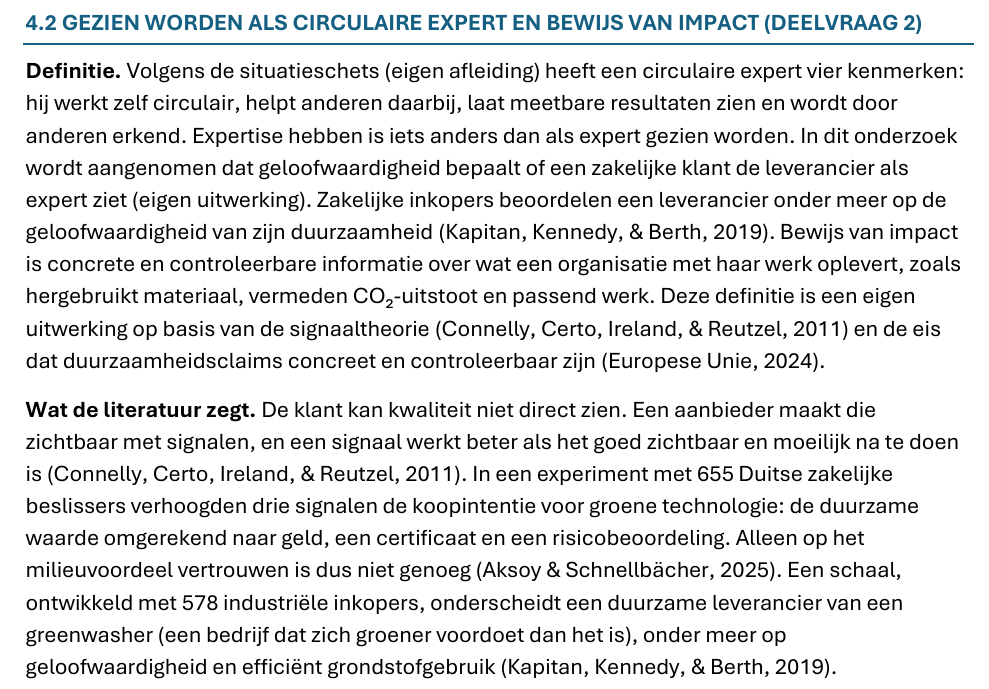 4.2 GEZIEN WORDEN ALS CIRCULAIRE EXPERT EN BEWIJS VAN IMPACT (DEELVRAAG 2)
Definitie. Volgens de situatieschets (eigen afleiding) heeft een circulaire expert vier kenmerken:
hij werkt zelf circulair, helpt anderen daarbij, laat meetbare resultaten zien en wordt door
anderen erkend. Expertise hebben is iets anders dan als expert gezien worden. In dit onderzoek
wordt aangenomen dat geloofwaardigheid bepaalt of een zakelijke klant de leverancier als
expert ziet (eigen uitwerking). Zakelijke inkopers beoordelen een leverancier onder meer op de
geloofwaardigheid van zijn duurzaamheid (Kapitan, Kennedy, & Berth, 2019). Bewijs van impact
is concrete en controleerbare informatie over wat een organisatie met haar werk oplevert, zoals
hergebruikt materiaal, vermeden CO₂-uitstoot en passend werk. Deze definitie is een eigen
uitwerking op basis van de signaaltheorie (Connelly, Certo, Ireland, & Reutzel, 2011) en de eis
dat duurzaamheidsclaims concreet en controleerbaar zijn (Europese Unie, 2024).
Wat de literatuur zegt. De klant kan kwaliteit niet direct zien. Een aanbieder maakt die
zichtbaar met signalen, en een signaal werkt beter als het goed zichtbaar en moeilijk na te doen
is (Connelly, Certo, Ireland, & Reutzel, 2011). In een experiment met 655 Duitse zakelijke
beslissers verhoogden drie signalen de koopintentie voor groene technologie: de duurzame
waarde omgerekend naar geld, een certificaat en een risicobeoordeling. Alleen op het
milieuvoordeel vertrouwen is dus niet genoeg (Aksoy & Schnellbächer, 2025). Een schaal,
ontwikkeld met 578 industriële inkopers, onderscheidt een duurzame leverancier van een
greenwasher (een bedrijf dat zich groener voordoet dan het is), onder meer op
geloofwaardigheid en efficiënt grondstofgebruik (Kapitan, Kennedy, & Berth, 2019).